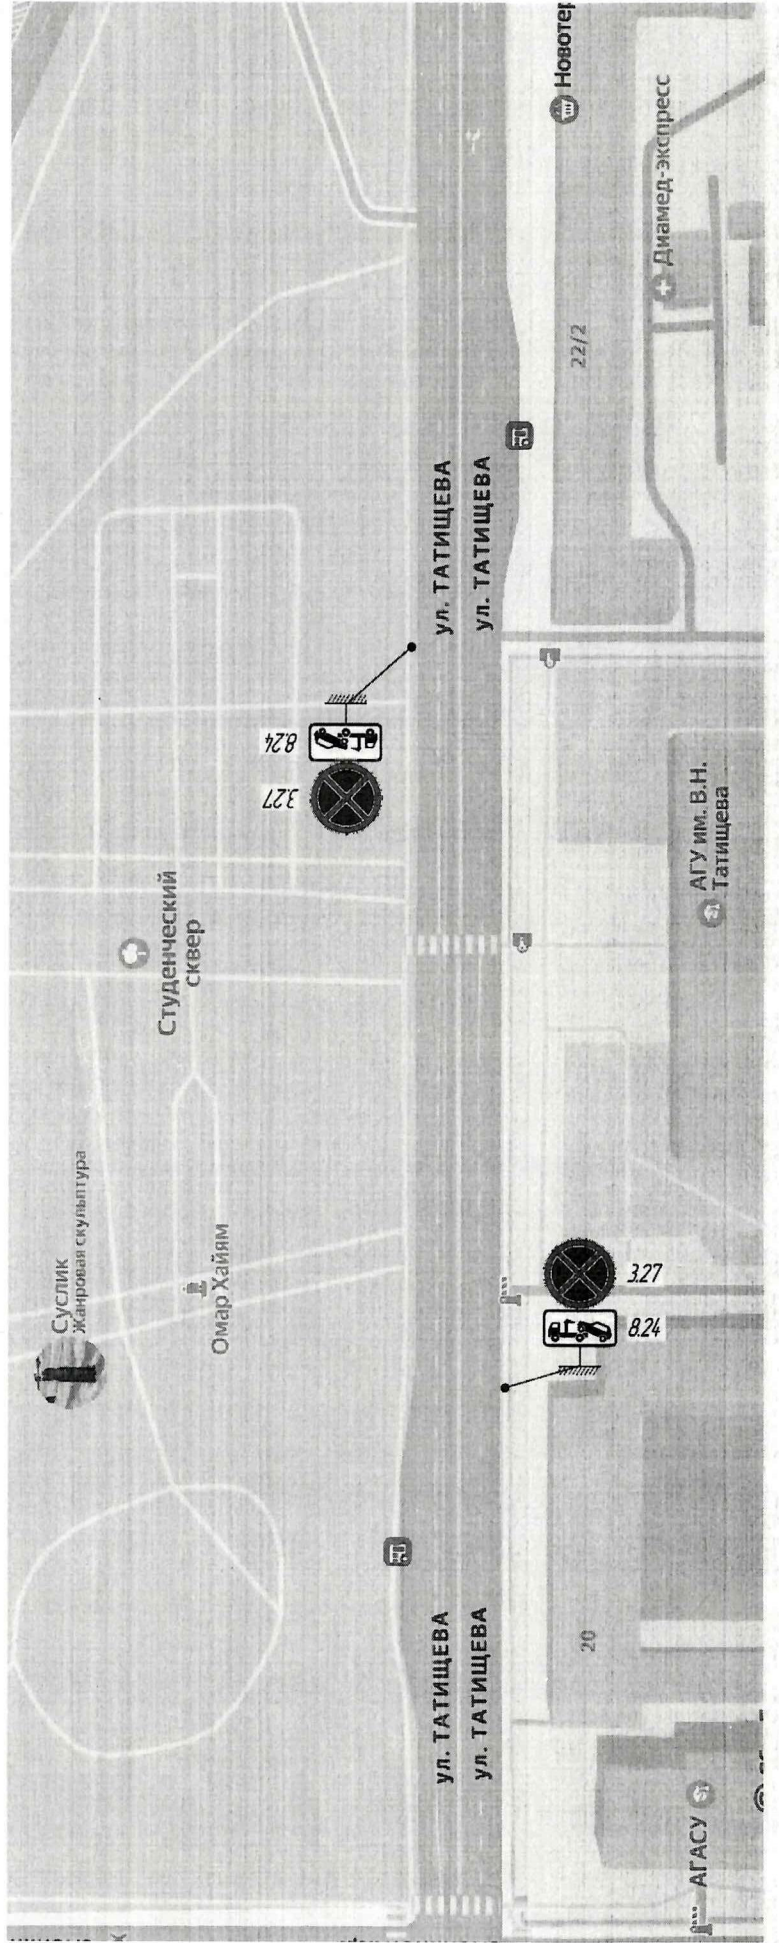 Суслик
Жанровая скульптура
Омар Хайям
Студенческий
сквер
3.27
8.24
ул. ТАТИЩЕВА
ул. ТАТИЩЕВА
ул. ТАТИЩЕВА
ул. ТАТИЩЕВА
8.24
3.27
АГАСУ
20
АГУ им. В.Н.
Татищева
22/2
Диамед-экспресс
Новотер